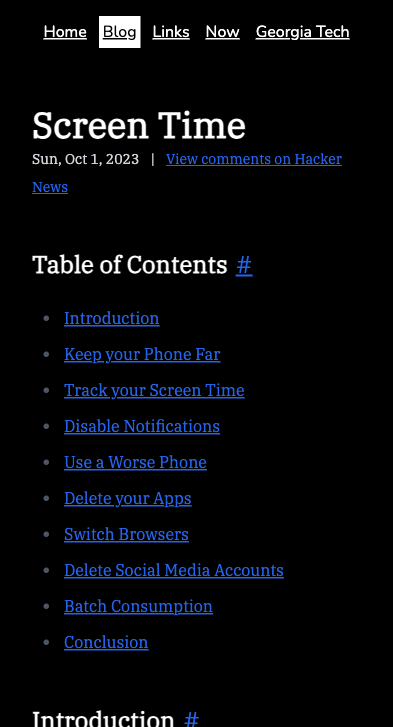 Home Blog Links Now Georgia Tech
Screen Time
Sun, Oct 1, 2023 | View comments on Hacker
News
Table of Contents #
Introduction
Keep your Phone Far
Track your Screen Time
Disable Notifications
Use a Worse Phone
Delete your Apps
Switch Browsers
Delete Social Media Accounts
Batch Consumption
Conclusion
Introduction #